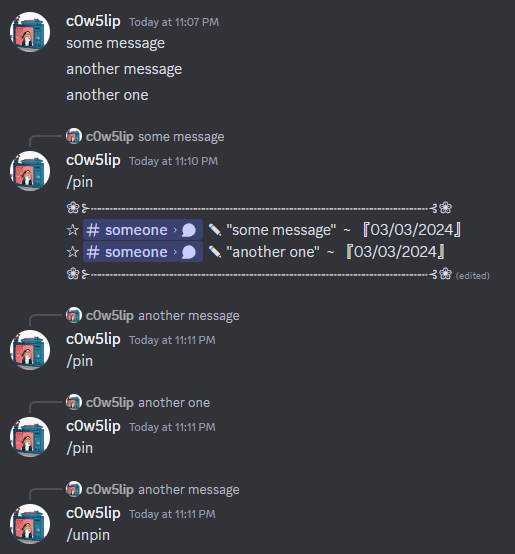 c0w5lip Today at 11:07 PM
some message
another message
another one
c0w5lip some message
c0w5lip Today at 11:10 PM
/pin
❀⊱┄┄┄┄┄┄┄┄┄┄┄┄┄┄┄┄┄┄┄┄┄┄┄┄┄┄┄┄┄┄⊰❀
☆ # someone › 💬 ✎ "some message" ~ 『03/03/2024』
☆ # someone › 💬 ✎ "another one" ~ 『03/03/2024』
❀⊱┄┄┄┄┄┄┄┄┄┄┄┄┄┄┄┄┄┄┄┄┄┄┄┄┄┄┄┄┄┄⊰❀ (edited)
c0w5lip another message
c0w5lip Today at 11:11 PM
/pin
c0w5lip another one
c0w5lip Today at 11:11 PM
/pin
c0w5lip another message
c0w5lip Today at 11:11 PM
/unpin